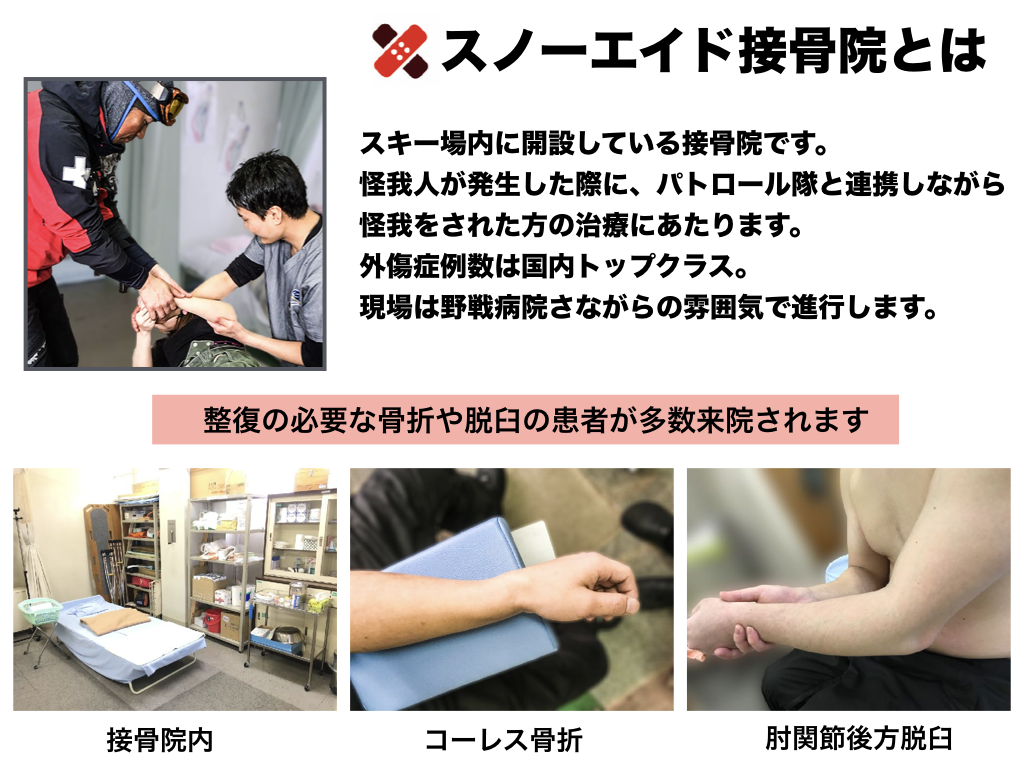 スノーエイド接骨院とは
スキー場内に開設している接骨院です。
怪我人が発生した際に、パトロール隊と連携しながら
怪我をされた方の治療にあたります。
外傷症例数は国内トップクラス。
現場は野戦病院さながらの雰囲気で進行します。
整復の必要な骨折や脱臼の患者が多数来院されます
接骨院内
コーレス骨折
肘関節後方脱臼